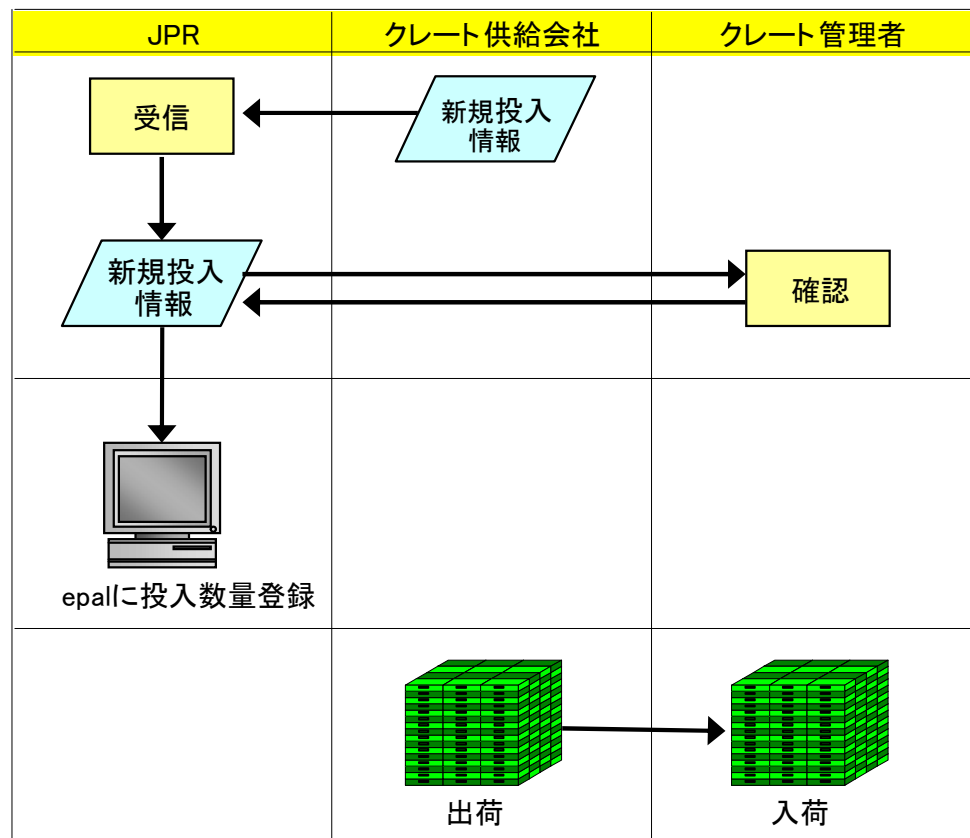 JPR
クレート供給会社
クレート管理者
受信
新規投入
情報
新規投入
情報
確認
epalに投入数量登録
出荷
入荷